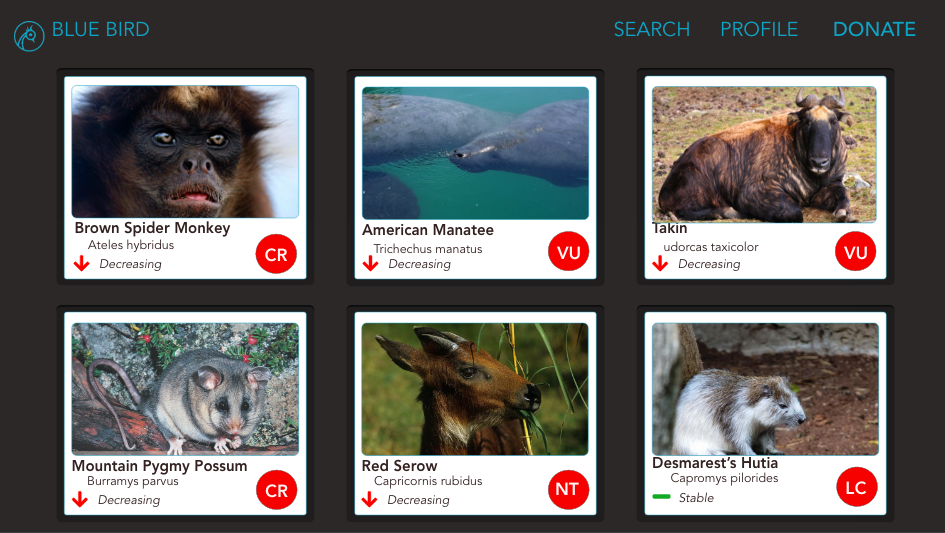 BLUE BIRD
SEARCH PROFILE DONATE
Brown Spider Monkey
Ateles hybridus
Decreasing
CR
American Manatee
Trichechus manatus
Decreasing
VU
Takin
udorcas taxicolor
Decreasing
VU
Mountain Pygmy Possum
Burramys parvus
Decreasing
CR
Red Serow
Capricornis rubidus
Decreasing
NT
Desmarest’s Hutia
Capromys pilorides
Stable
LC